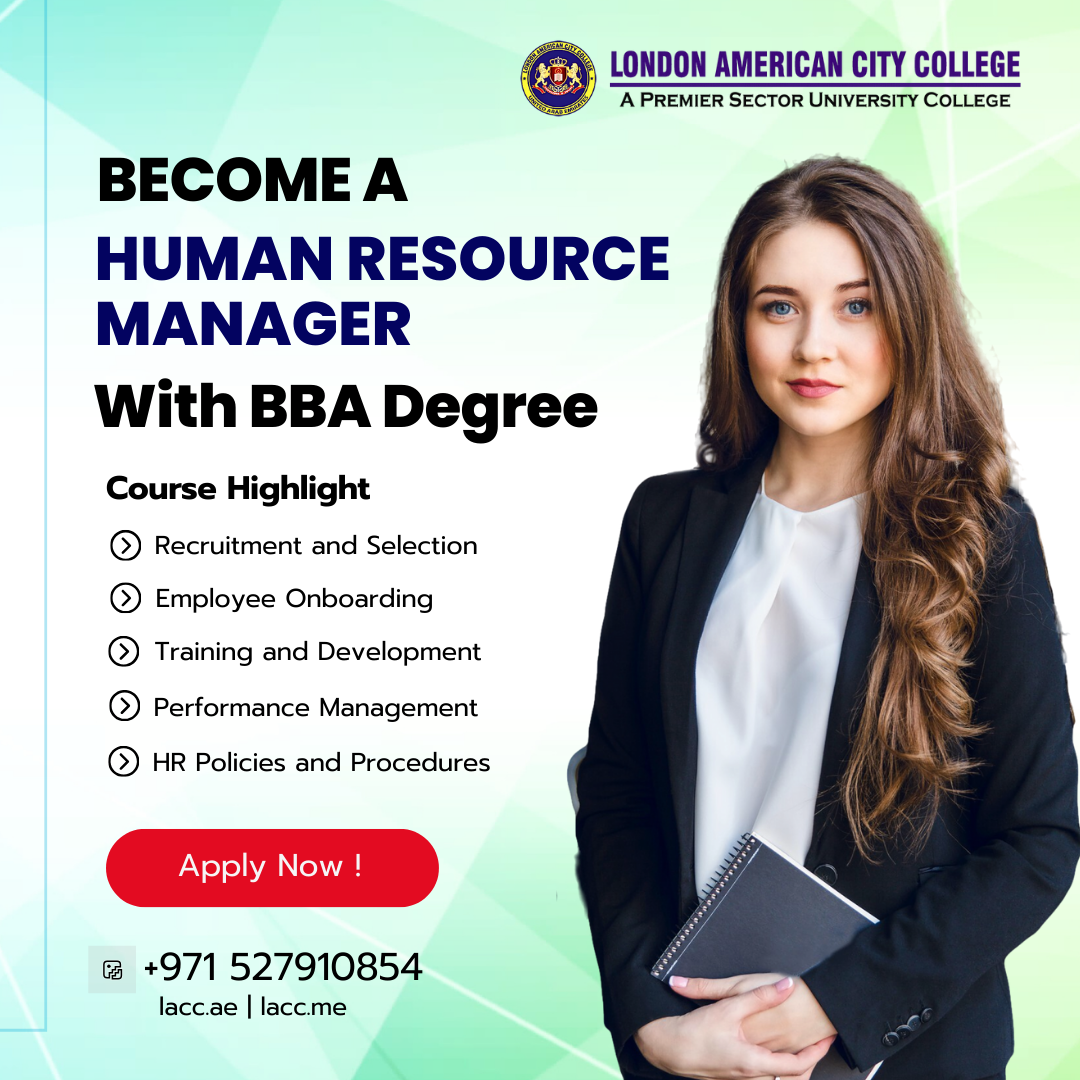 LONDON AMERICAN CITY COLLEGE
UNITED ARAB EMIRATES
LONDON AMERICAN CITY COLLEGE
A PREMIER SECTOR UNIVERSITY COLLEGE
BECOME A
HUMAN RESOURCE
MANAGER
With BBA Degree
Course Highlight
Recruitment and Selection
Employee Onboarding
Training and Development
Performance Management
HR Policies and Procedures
Apply Now !
+971 527910854
lacc.ae | lacc.me